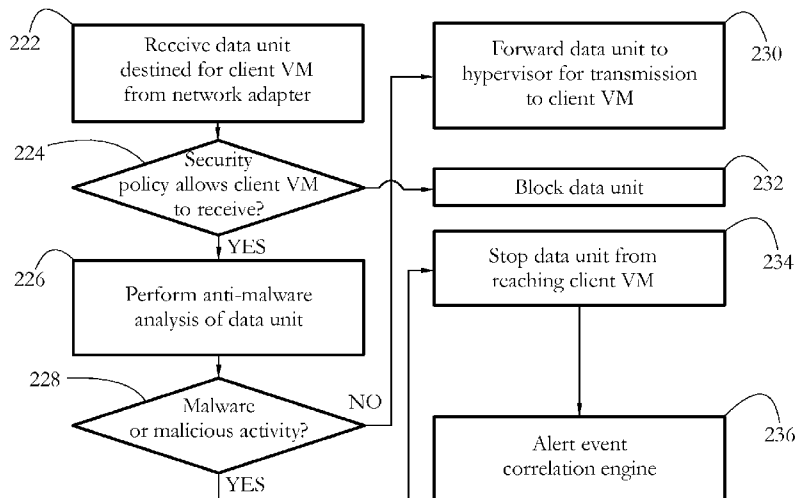 222
Receive data unit
destined for client VM
from network adapter
224
Security
policy allows client VM
to receive?
YES
226
Perform anti-malware
analysis of data unit
228
Malware
or malicious activity?
NO
YES
Forward data unit to
hypervisor for transmission
to client VM
230
Block data unit
232
Stop data unit from
reaching client VM
234
Alert event
correlation engine
236